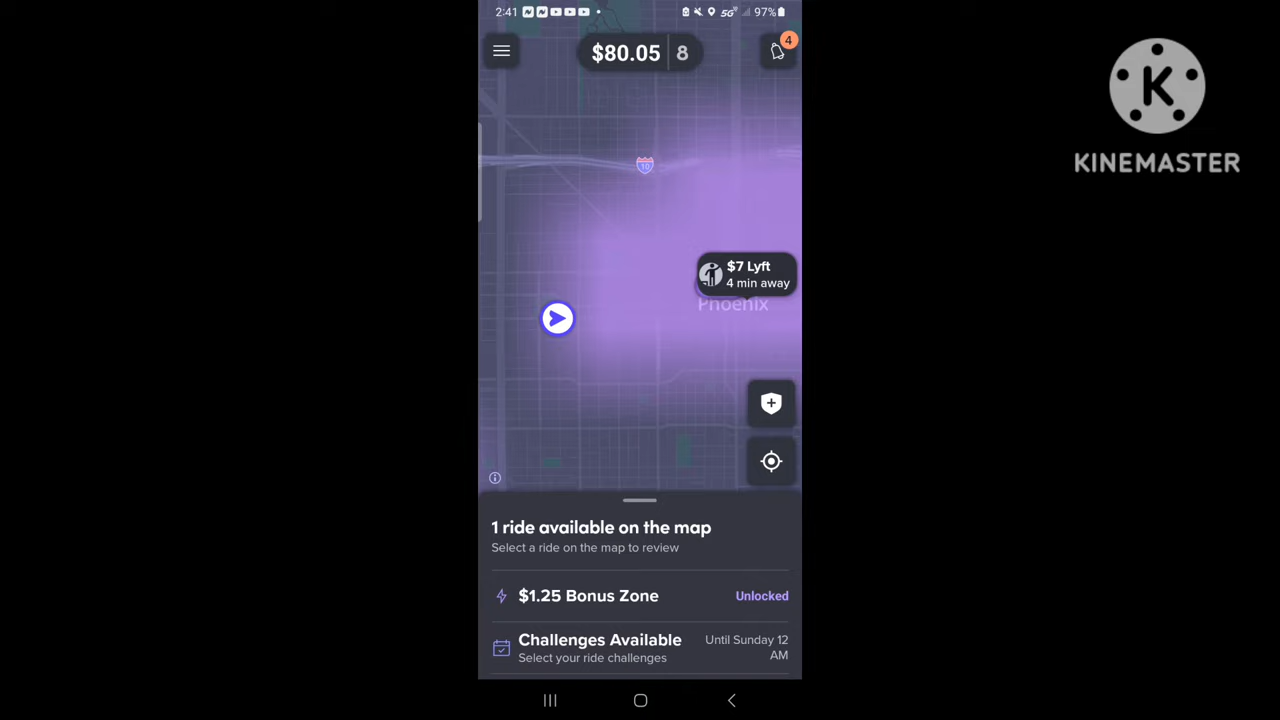 2:41
5G
97%
$80.05 | 8
4
10
$7 Lyft
4 min away
Phoenix
1 ride available on the map
Select a ride on the map to review
$1.25 Bonus Zone
Unlocked
Challenges Available
Select your ride challenges
Until Sunday 12
AM
K
KINEMASTER